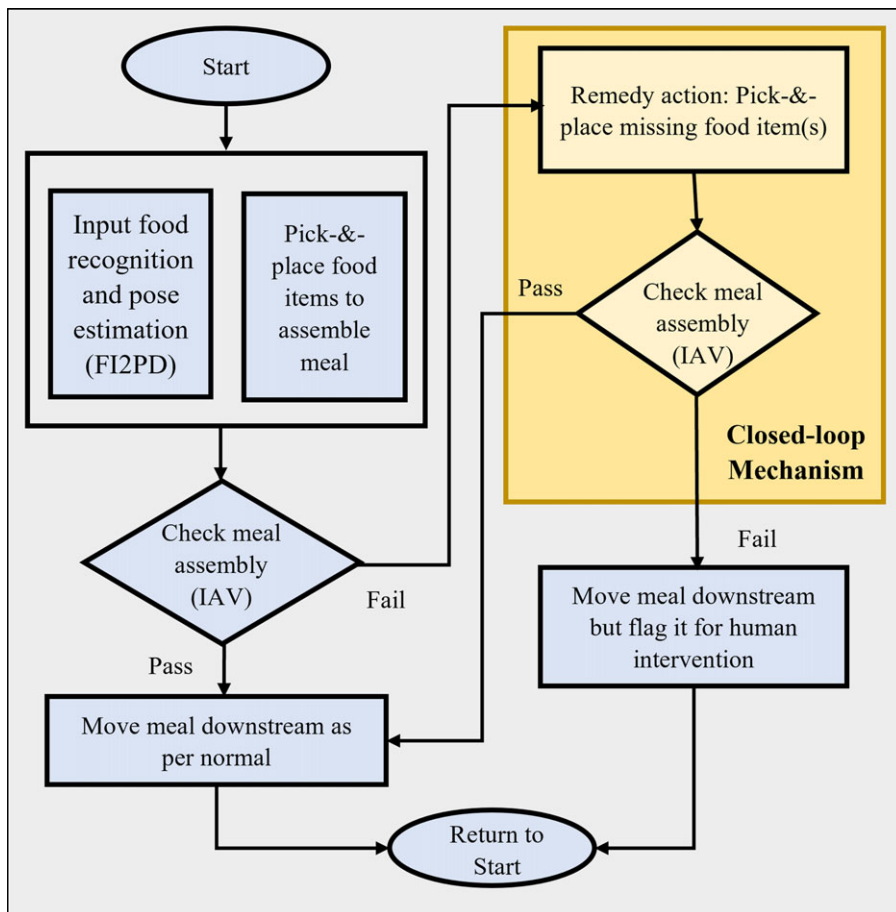 Start
Input food
recognition
and pose
estimation
(FI2PD)
Pick-&-
place food
items to
assemble
meal
Check meal
assembly
(IAV)
Fail
Pass
Move meal downstream as
per normal
Remedy action: Pick-&-
place missing food item(s)
Check meal
assembly
(IAV)
Pass
Closed-loop
Mechanism
Fail
Move meal downstream
but flag it for human
intervention
Return to
Start